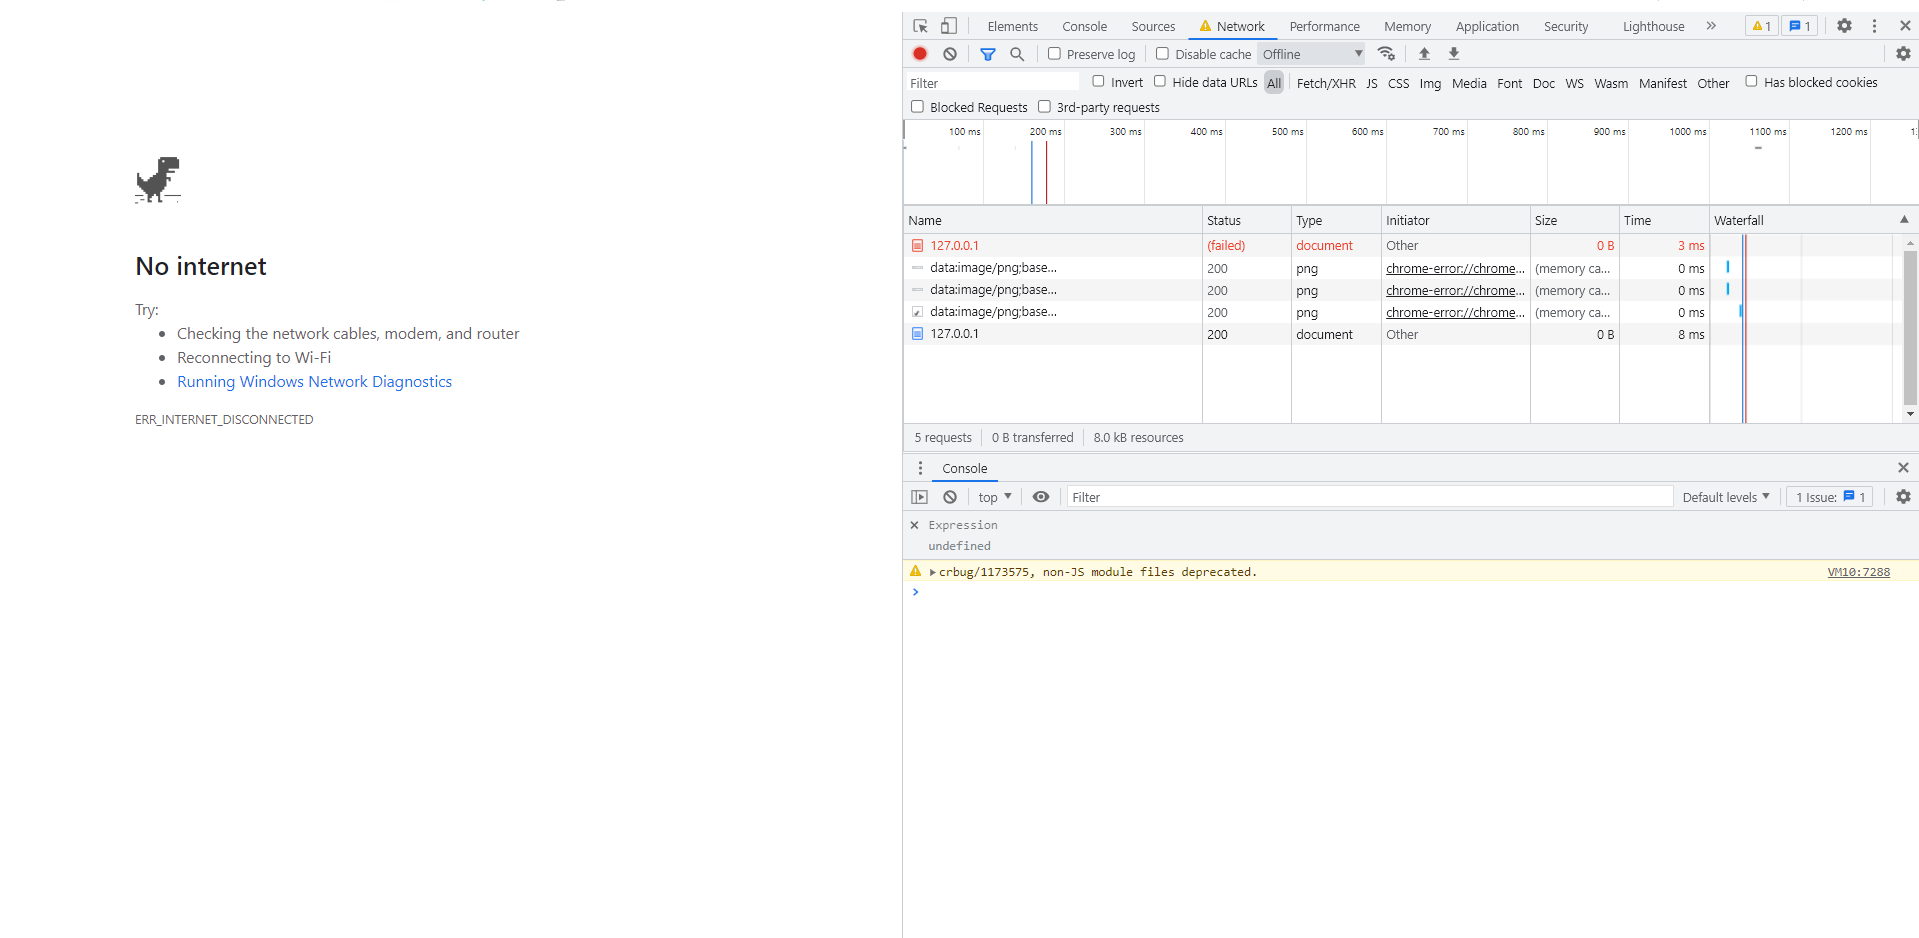 No internet
Try:
Checking the network cables, modem, and router
Reconnecting to Wi-Fi
Running Windows Network Diagnostics
ERR_INTERNET_DISCONNECTED
Elements Console Sources Network Performance Memory Application Security Lighthouse » 1 1
Preserve log Disable cache Offline
Filter Invert Hide data URLs All Fetch/XHR JS CSS Img Media Font Doc WS Wasm Manifest Other Has blocked cookies
Blocked Requests 3rd-party requests
100 ms 200 ms 300 ms 400 ms 500 ms 600 ms 700 ms 800 ms 900 ms 1000 ms 1100 ms 1200 ms
Name Status Type Initiator Size Time Waterfall
127.0.0.1 (failed) document Other 0 B 3 ms
data:image/png;base... 200 png chrome-error://chrome... (memory ca... 0 ms
data:image/png;base... 200 png chrome-error://chrome... (memory ca... 0 ms
data:image/png;base... 200 png chrome-error://chrome... (memory ca... 0 ms
127.0.0.1 200 document Other 0 B 8 ms
5 requests 0 B transferred 8.0 kB resources
Console
top Filter Default levels 1 Issue: 1
Expression
undefined
crbug/1173575, non-JS module files deprecated. VM10:7288